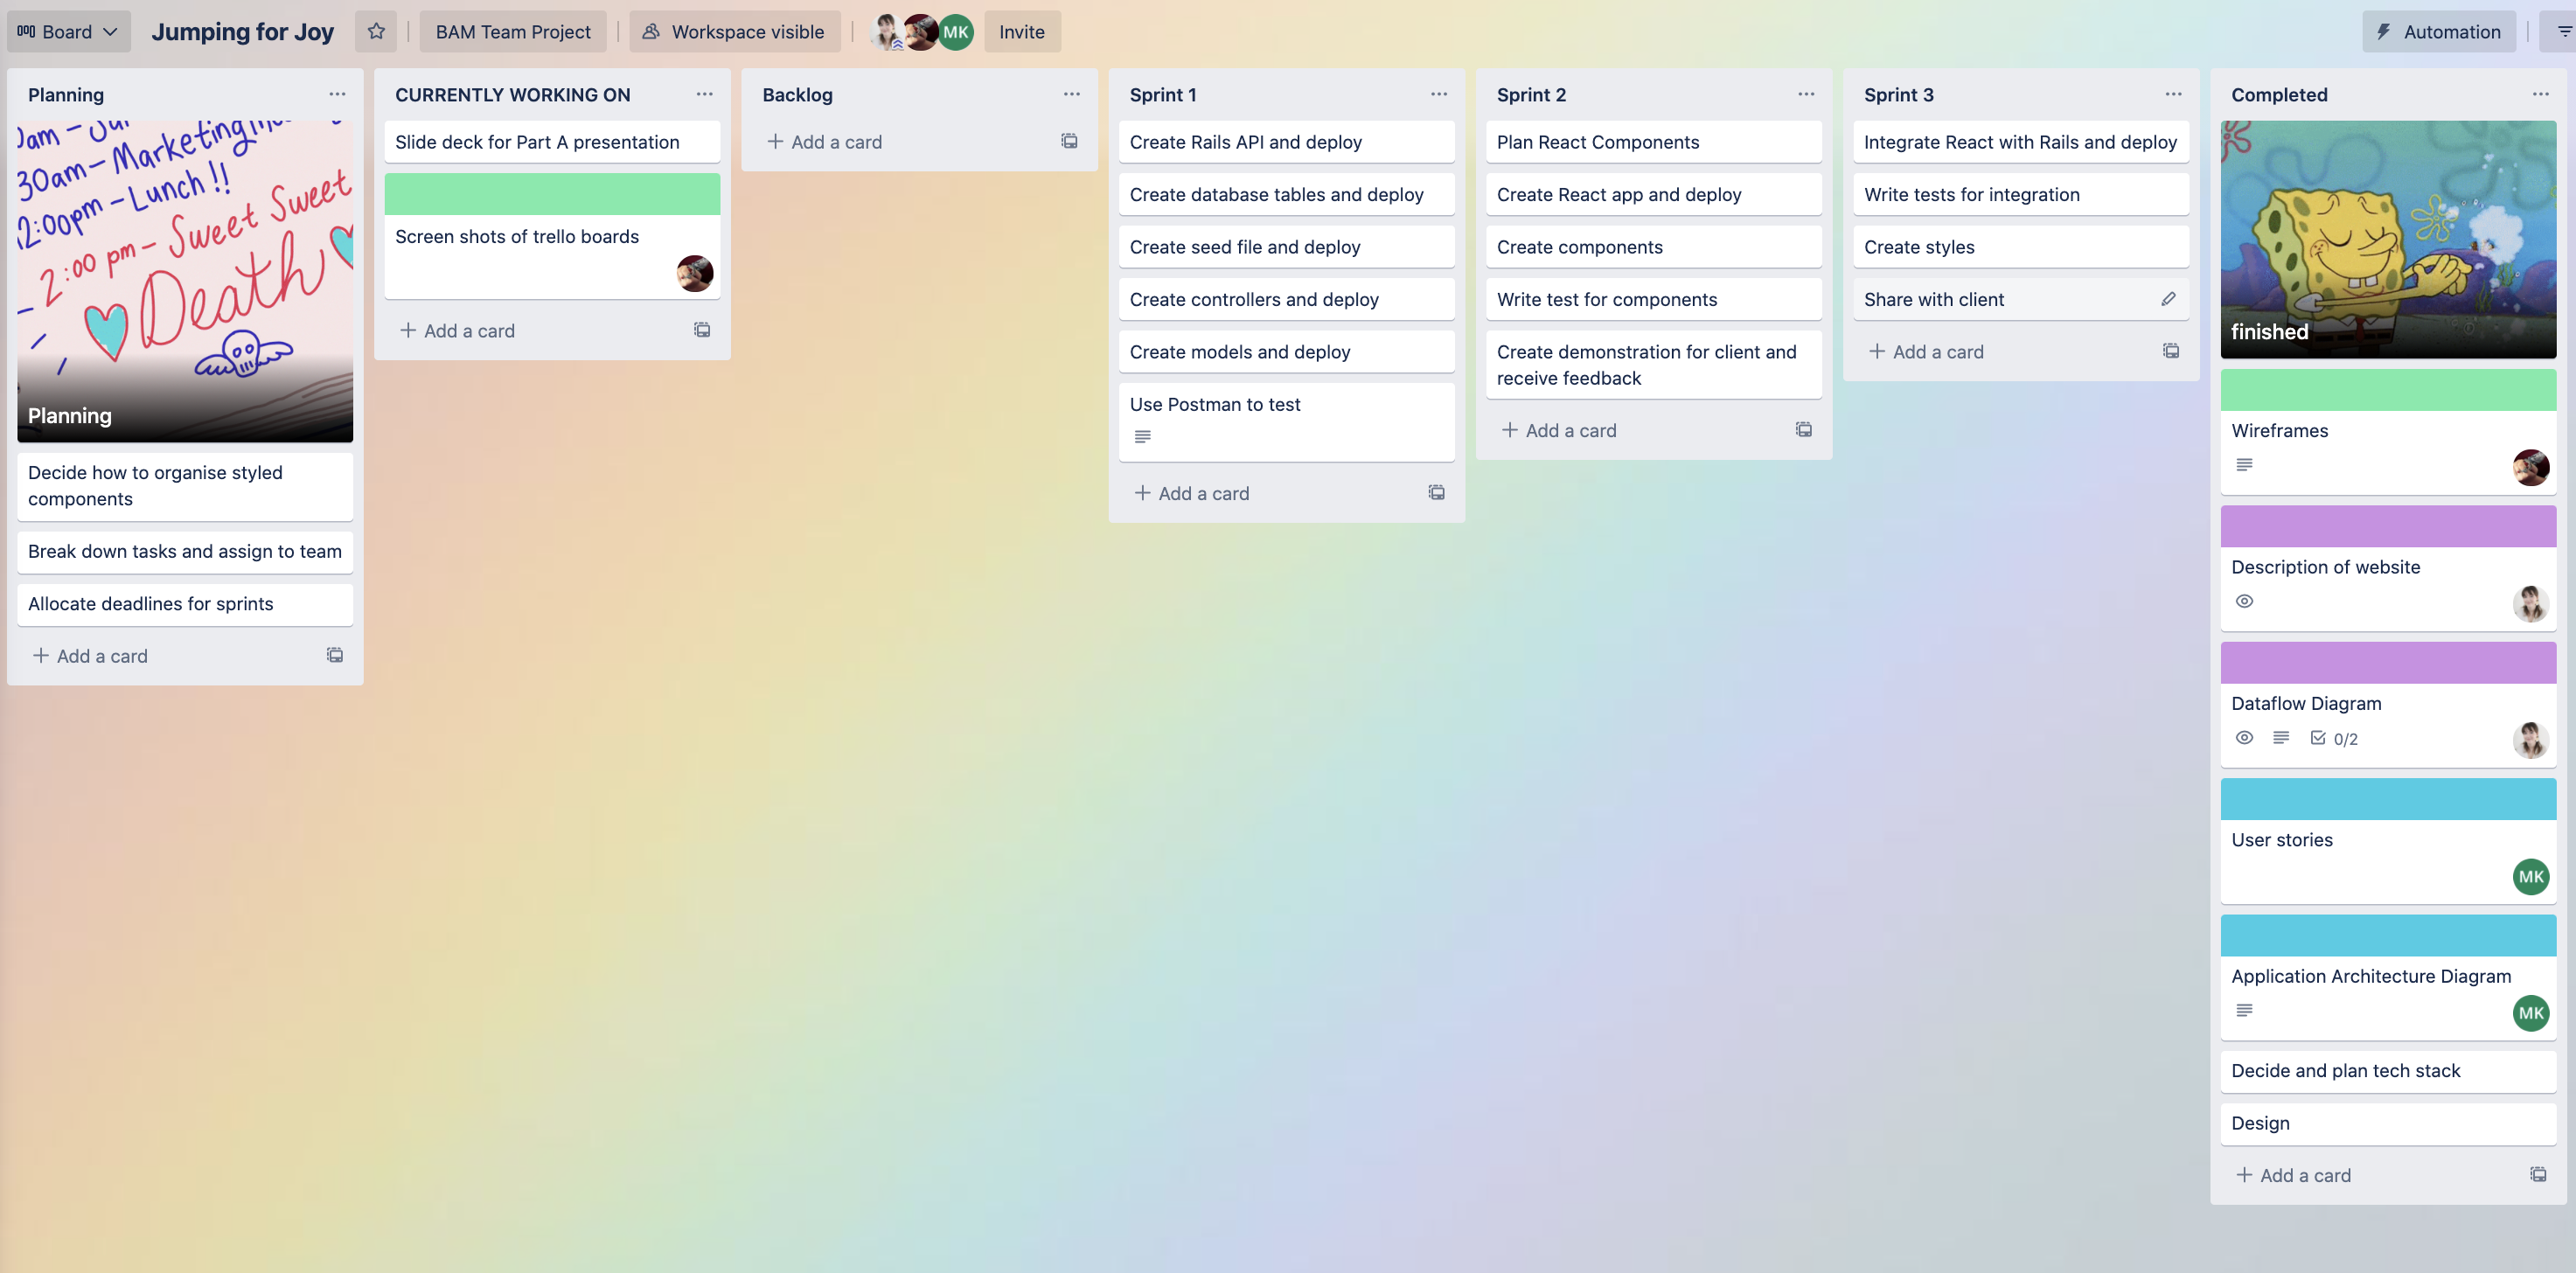 Board
Jumping for Joy
BAM Team Project
Workspace visible
MK
Invite
Automation
Planning
30am – Marketing
2:00pm – Lunch !!
2:00 pm – Sweet Sweet
Death
Planning
Decide how to organise styled
components
Break down tasks and assign to team
Allocate deadlines for sprints
+ Add a card
CURRENTLY WORKING ON
Slide deck for Part A presentation
Screen shots of trello boards
+ Add a card
Backlog
+ Add a card
Sprint 1
Create Rails API and deploy
Create database tables and deploy
Create seed file and deploy
Create controllers and deploy
Create models and deploy
Use Postman to test
+ Add a card
Sprint 2
Plan React Components
Create React app and deploy
Create components
Write test for components
Create demonstration for client and
receive feedback
+ Add a card
Sprint 3
Integrate React with Rails and deploy
Write tests for integration
Create styles
Share with client
+ Add a card
Completed
finished
Wireframes
Description of website
Dataflow Diagram
0/2
User stories
MK
Application Architecture Diagram
MK
Decide and plan tech stack
Design
+ Add a card